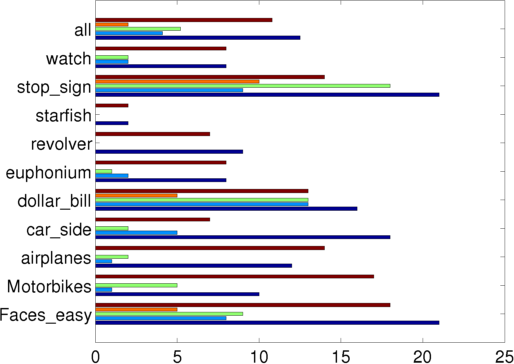 all
watch
stop_sign
starfish
revolver
euphonium
dollar_bill
car_side
airplanes
Motorbikes
Faces_easy
0 5 10 15 20 25